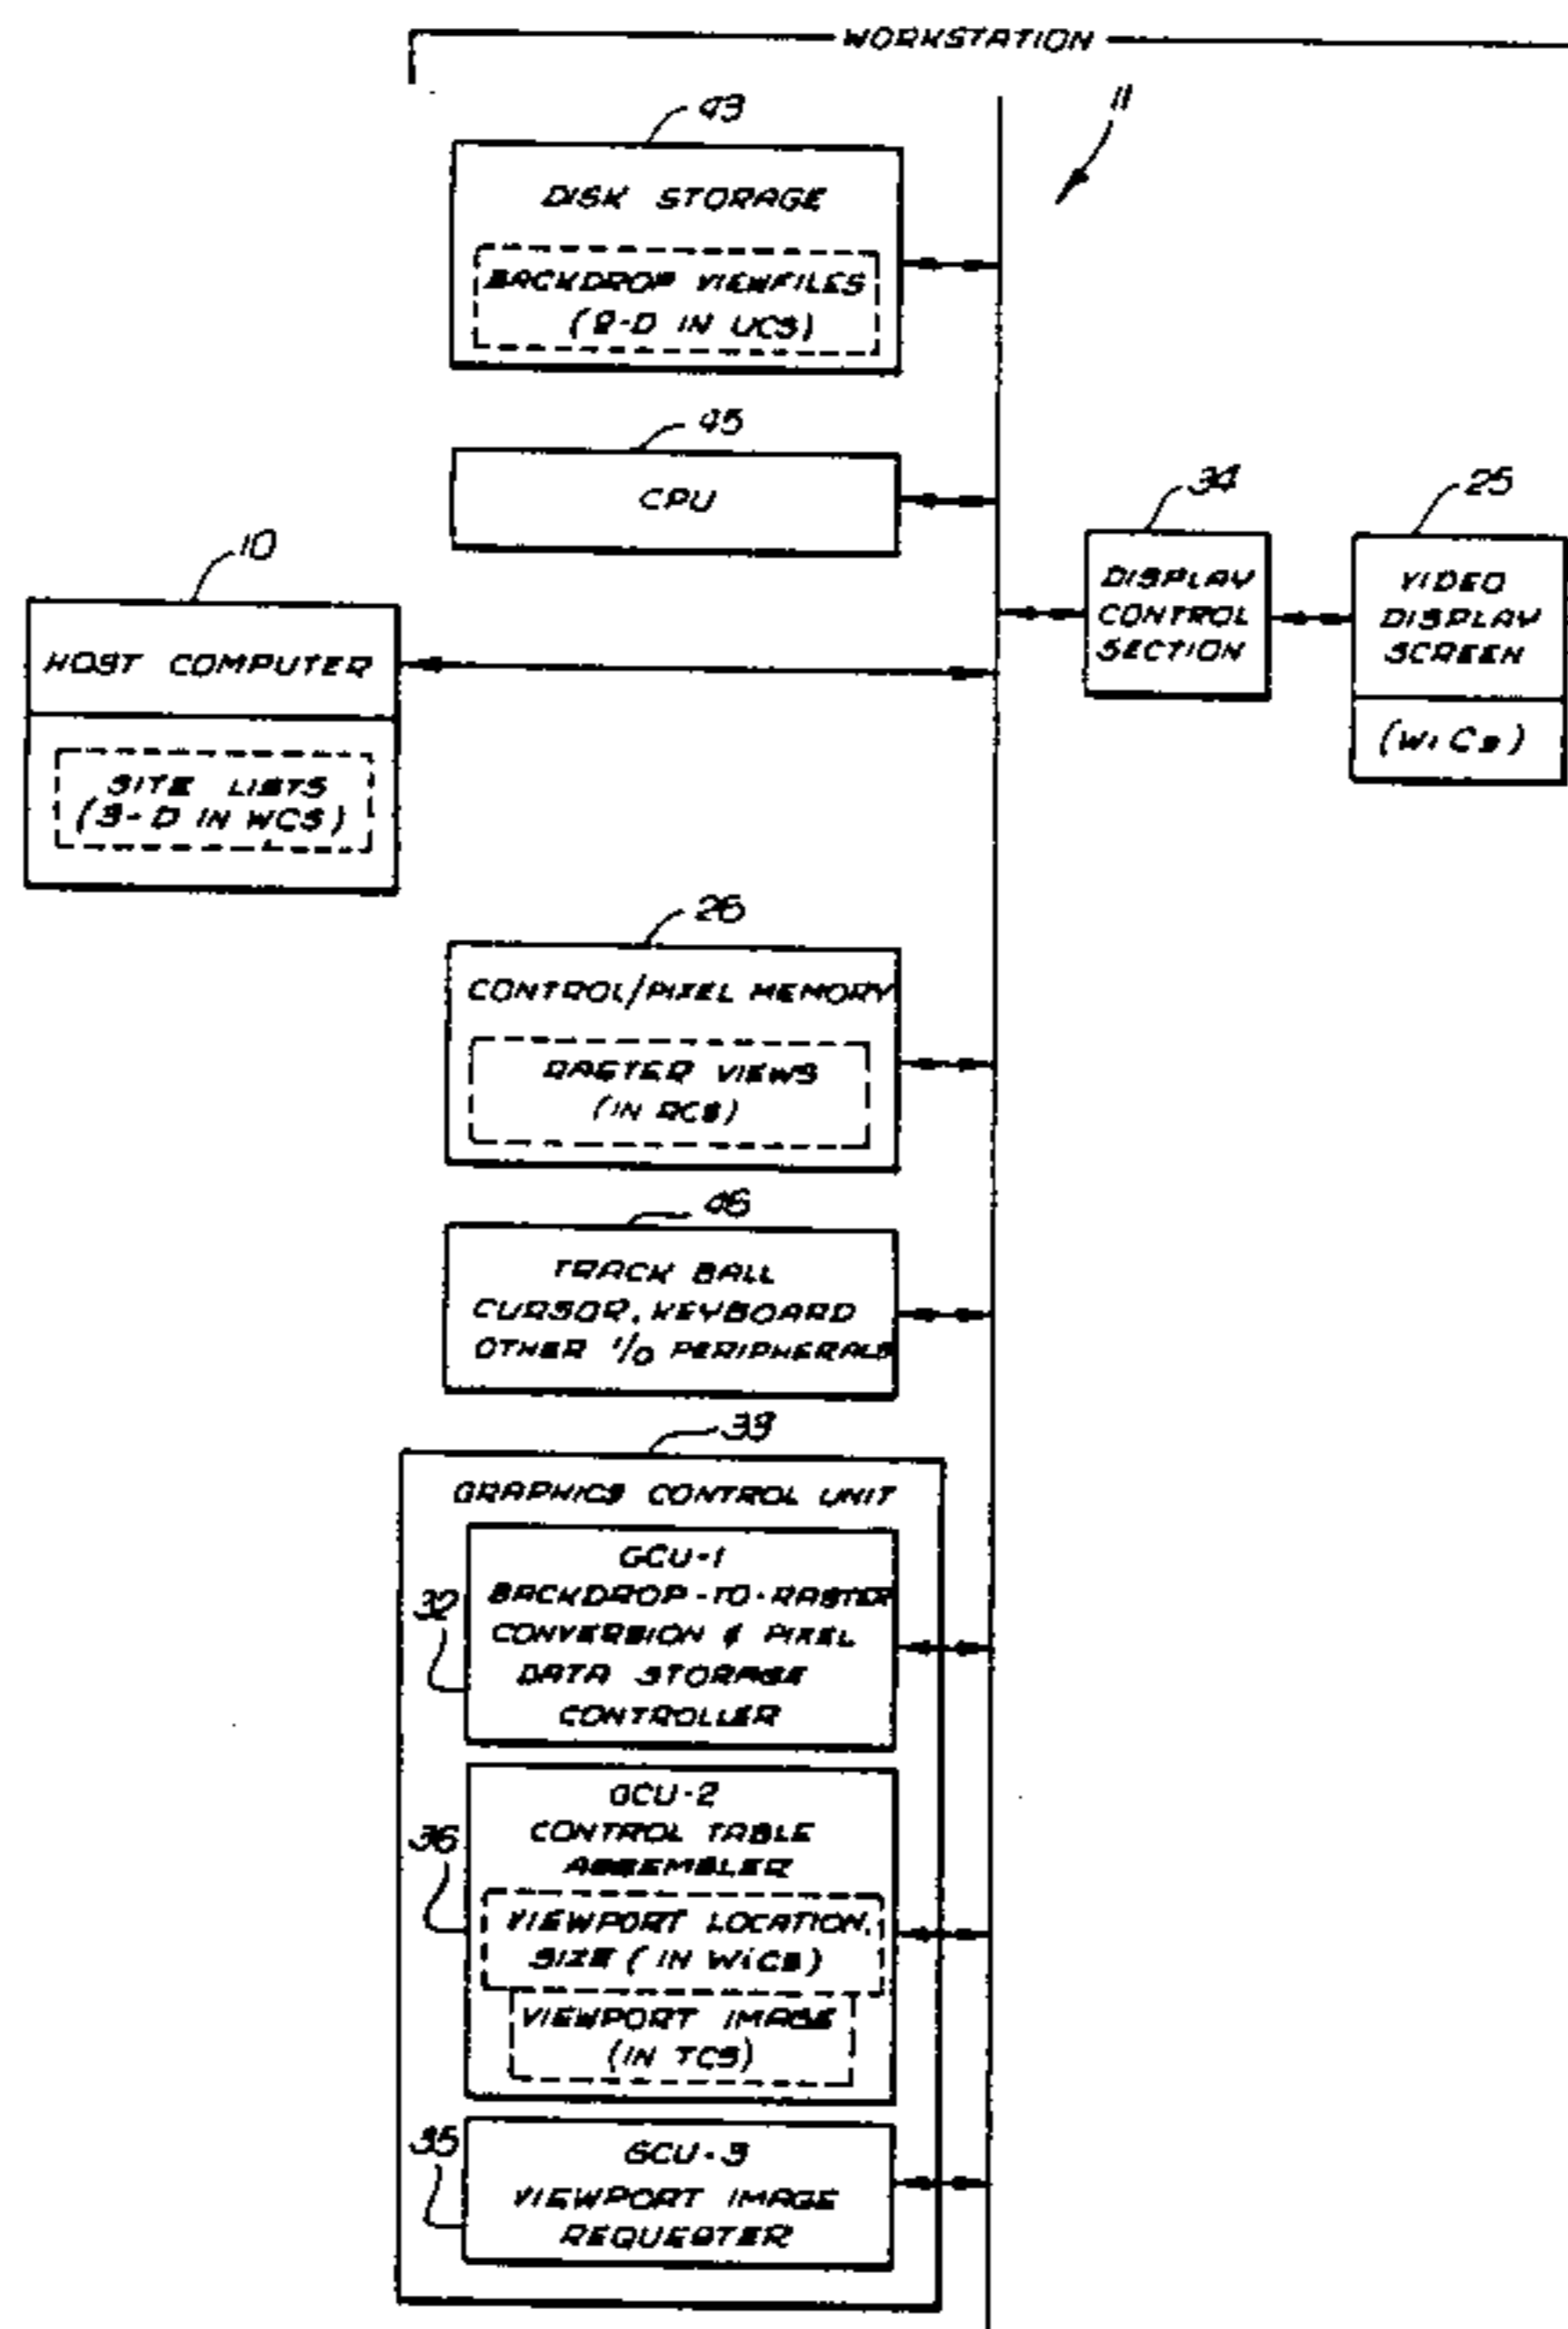 WORKSTATION
11
43
DISK STORAGE
BACKDROP VIEWFILES
(2-D IN UCS)
45
CPU
10
HOST COMPUTER
SITE LISTS
(3-D IN WCS)
34
DISPLAY
CONTROL
SECTION
25
VIDEO
DISPLAY
SCREEN
(WiCS)
26
CONTROL/PIXEL MEMORY
RASTER VIEWS
(IN RCS)
46
TRACK BALL
CURSOR, KEYBOARD
OTHER I/O PERIPHERALS
33
GRAPHICS CONTROL UNIT
32
GCU-1
BACKDROP-TO-RASTER
CONVERSION & PIXEL
DATA STORAGE
CONTROLLER
36
GCU-2
CONTROL TABLE
ASSEMBLER
VIEWPORT LOCATION,
SIZE (IN WiCS)
VIEWPORT IMAGE
(IN TCS)
35
GCU-3
VIEWPORT IMAGE
REQUESTER